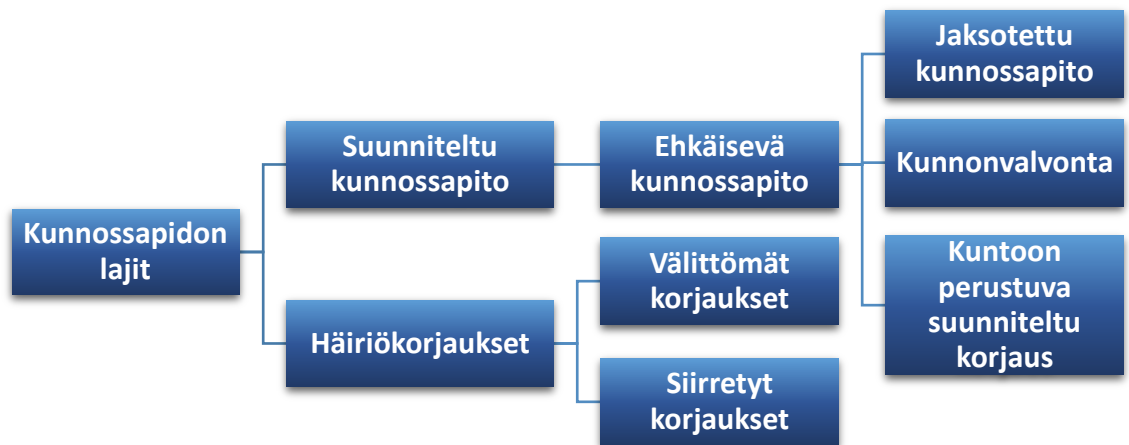 Kunnossapidon
lajit
Suunniteltu
kunnossapito
Ehkäisevä
kunnossapito
Jaksotettu
kunnossapito
Kunnonvalvonta
Kuntoon
perustuva
suunniteltu
korjaus
Häiriökorjaukset
Välittömät
korjaukset
Siirretyt
korjaukset